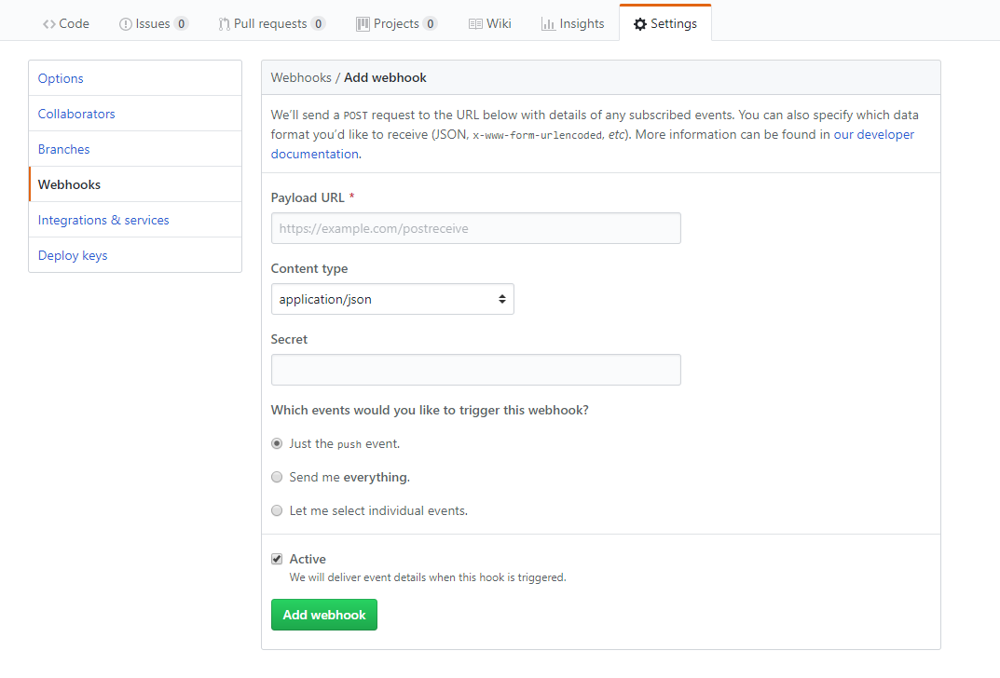 Code Issues 0 Pull requests 0 Projects 0 Wiki Insights Settings
Options
Collaborators
Branches
Webhooks
Integrations & services
Deploy keys
Webhooks / Add webhook
We’ll send a POST request to the URL below with details of any subscribed events. You can also specify which data
format you’d like to receive (JSON, x-www-form-urlencoded, etc). More information can be found in our developer
documentation.
Payload URL *
https://example.com/postreceive
Content type
application/json
Secret
Which events would you like to trigger this webhook?
Just the push event.
Send me everything.
Let me select individual events.
Active
We will deliver event details when this hook is triggered.
Add webhook